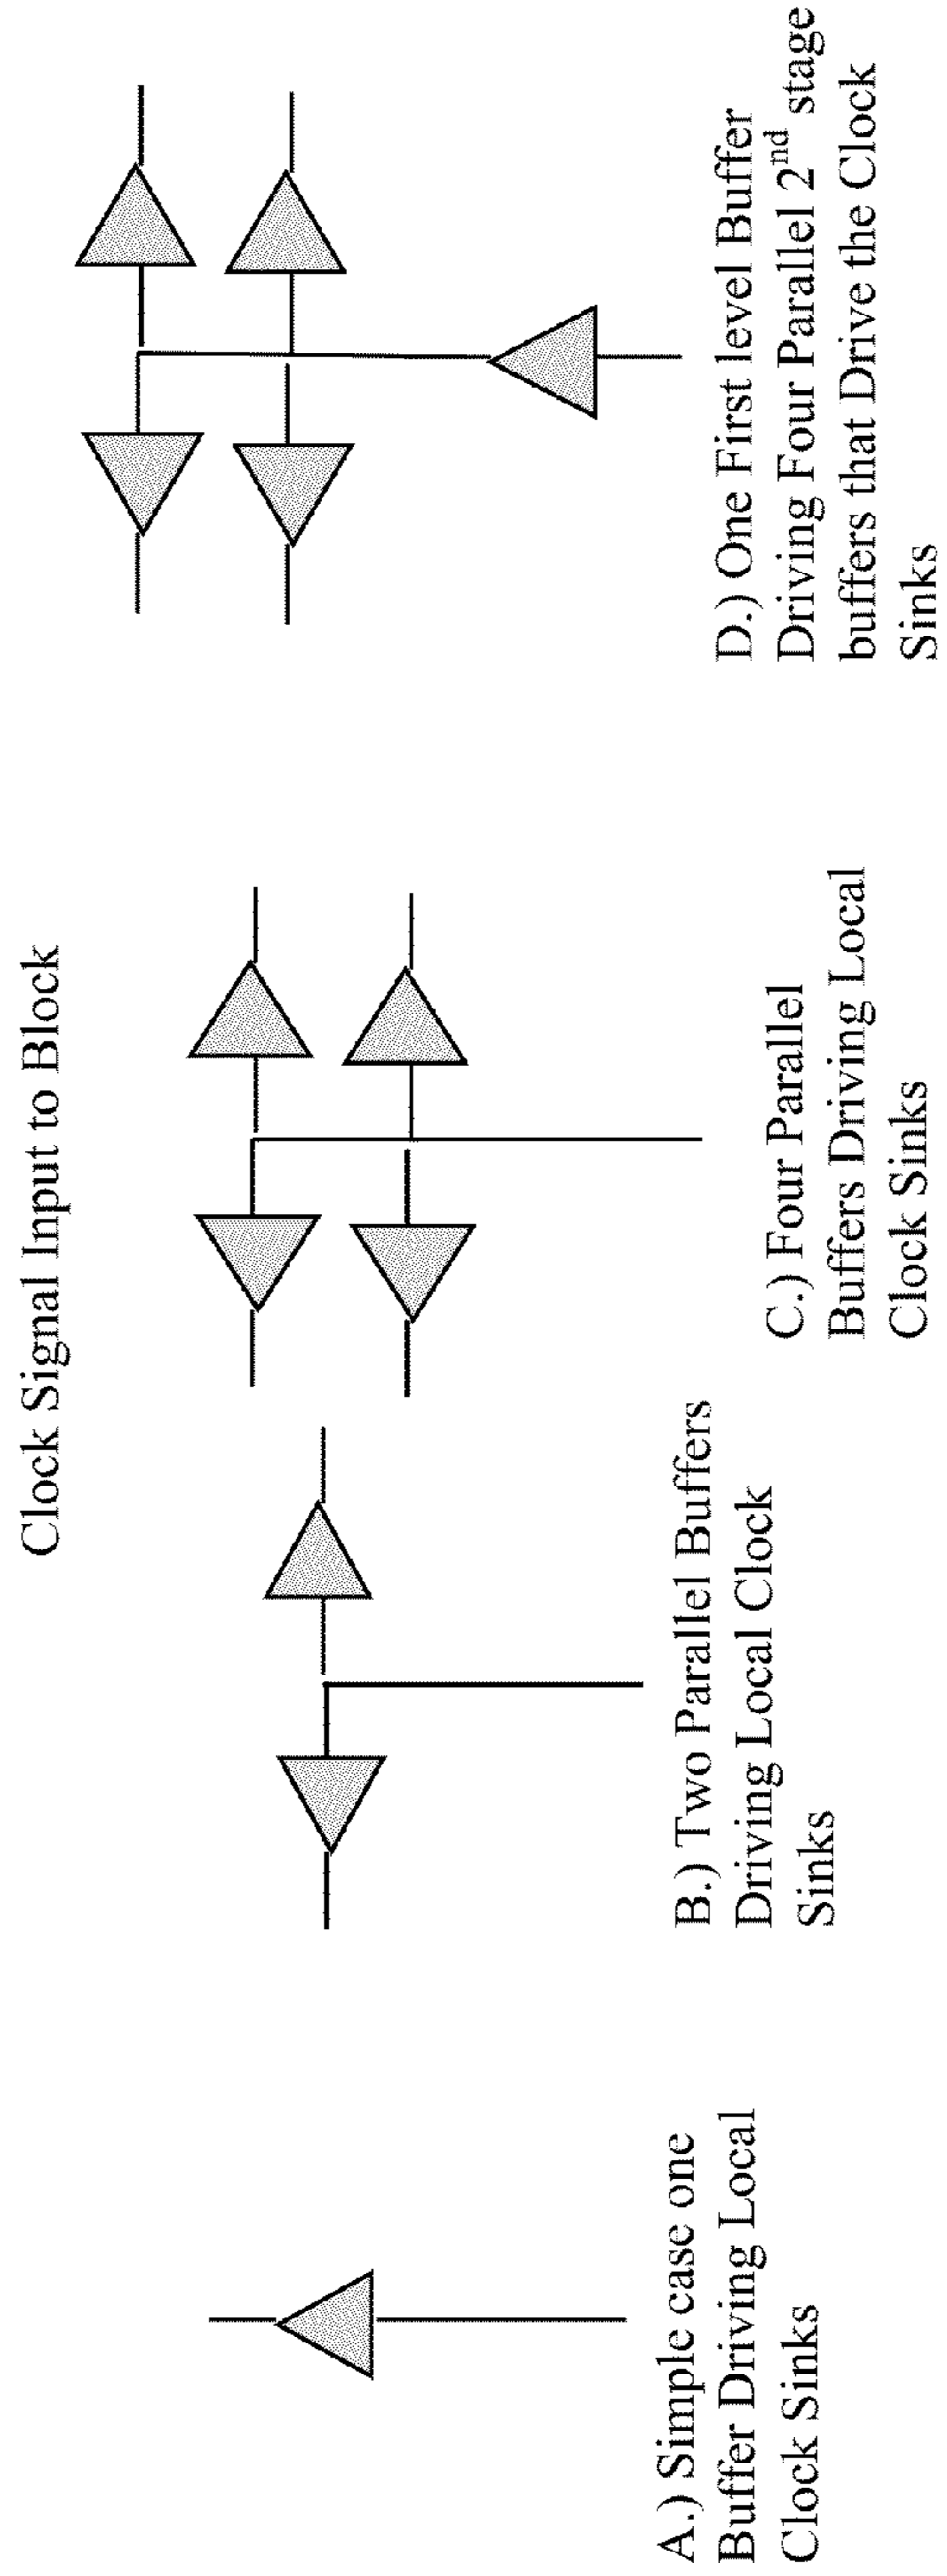 Clock Signal Input to Block
A.) Simple case one
Buffer Driving Local
Clock Sinks
B.) Two Parallel Buffers
Driving Local Clock
Sinks
C.) Four Parallel
Buffers Driving Local
Clock Sinks
D.) One First level Buffer
Driving Four Parallel 2nd stage
buffers that Drive the Clock
Sinks